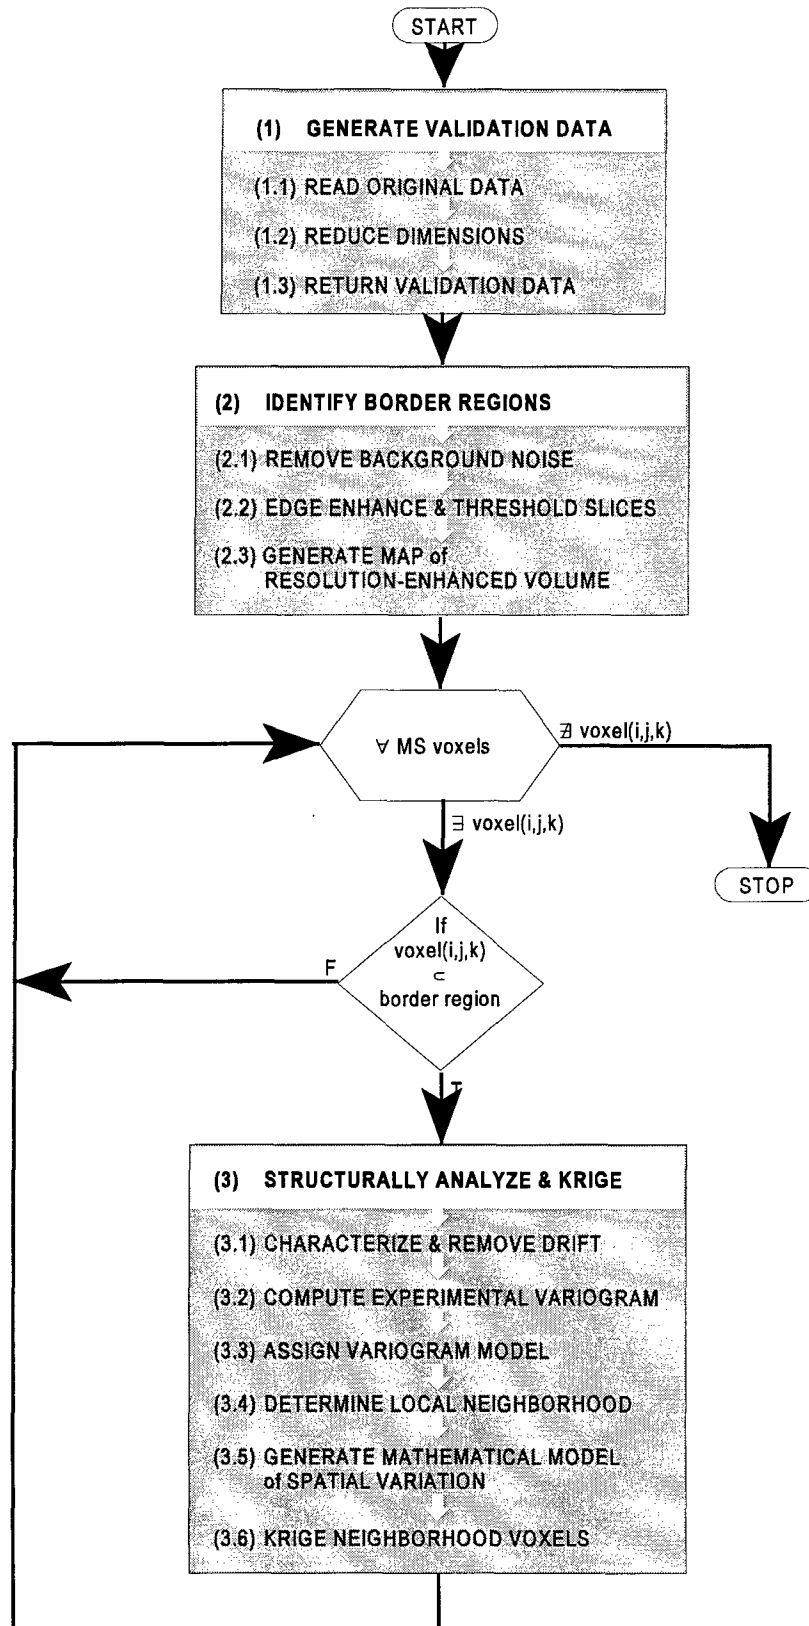 START
(1) GENERATE VALIDATION DATA
(1.1) READ ORIGINAL DATA
(1.2) REDUCE DIMENSIONS
(1.3) RETURN VALIDATION DATA
(2) IDENTIFY BORDER REGIONS
(2.1) REMOVE BACKGROUND NOISE
(2.2) EDGE ENHANCE & THRESHOLD SLICES
(2.3) GENERATE MAP of
RESOLUTION-ENHANCED VOLUME
∀ MS voxels
∄ voxel(i,j,k)
∃ voxel(i,j,k)
STOP
If
voxel(i,j,k)
⊂
border region
F
T
(3) STRUCTURALLY ANALYZE & KRIGE
(3.1) CHARACTERIZE & REMOVE DRIFT
(3.2) COMPUTE EXPERIMENTAL VARIOGRAM
(3.3) ASSIGN VARIOGRAM MODEL
(3.4) DETERMINE LOCAL NEIGHBORHOOD
(3.5) GENERATE MATHEMATICAL MODEL
of SPATIAL VARIATION
(3.6) KRIGE NEIGHBORHOOD VOXELS